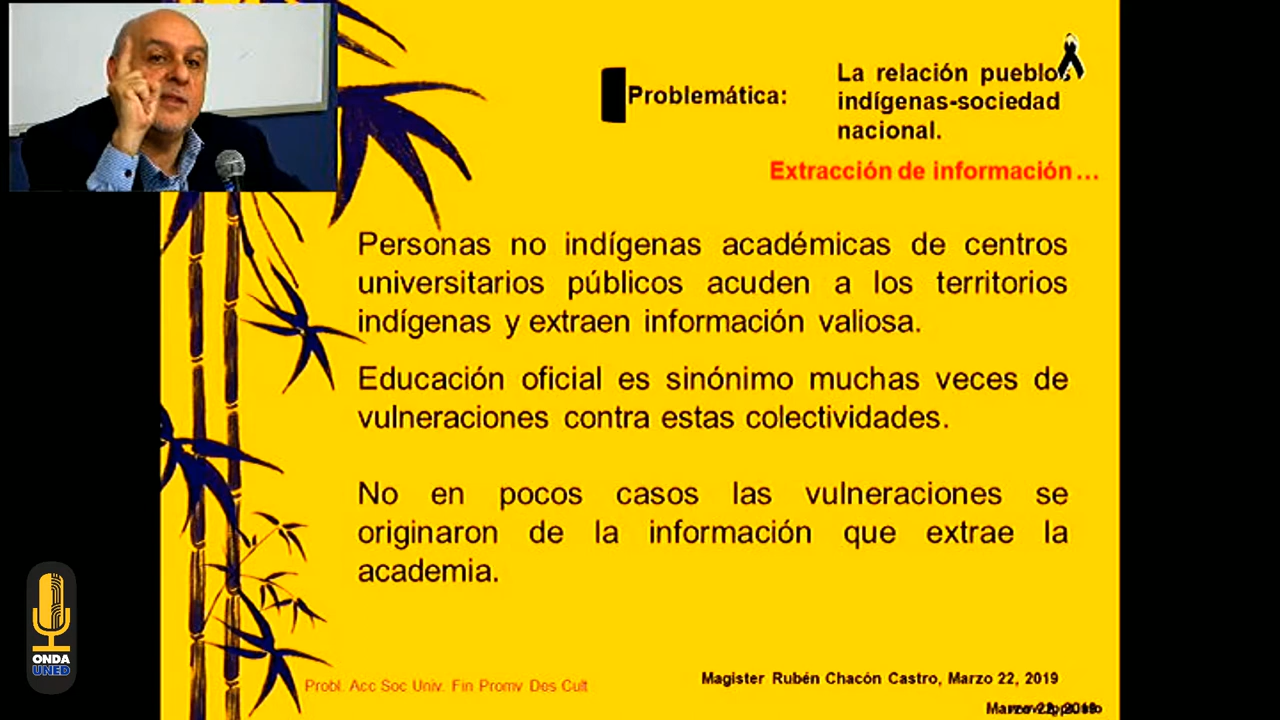 Problemática:
La relación pueblos
indígenas-sociedad
nacional.
Extracción de información…
Personas no indígenas académicas de centros
universitarios públicos acuden a los territorios
indígenas y extraen información valiosa.
Educación oficial es sinónimo muchas veces de
vulneraciones contra estas colectividades.
No en pocos casos las vulneraciones se
originaron de la información que extrae la
academia.
ONDA
UNED
Probl. Acc Soc Univ. Fin Promv Dos Cult
Magister Rubén Chacón Castro, Marzo 22, 2019